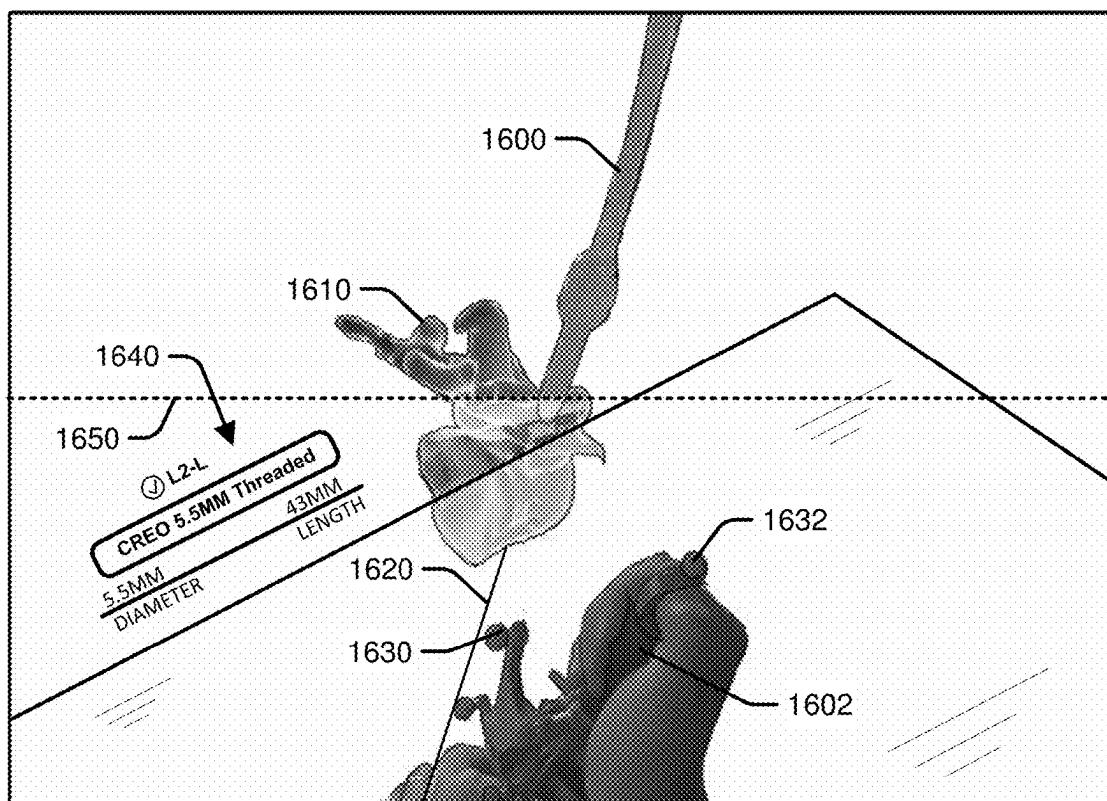 1600
1610
1640
1650
L2-L
CREO 5.5MM Threaded
5.5MM 43MM
DIAMETER LENGTH
1620
1630
1632
1602